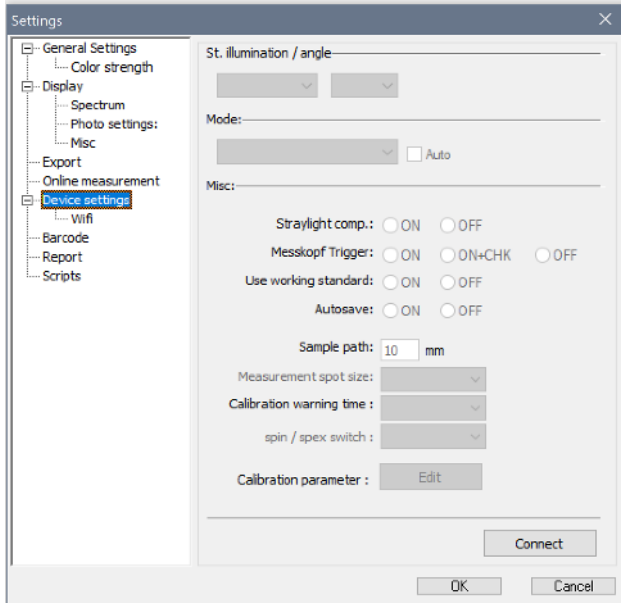 Settings
General Settings
Color strength
Display
Spectrum
Photo settings:
Misc
Export
Online measurement
Device settings
Wifi
Barcode
Report
Scripts
St. illumination / angle
Mode:
Auto
Misc:
Straylight comp.: ON OFF
Messkopf Trigger: ON ON+CHK OFF
Use working standard: ON OFF
Autosave: ON OFF
Sample path: 10 mm
Measurement spot size:
Calibration warning time :
spin / spex switch :
Calibration parameter : Edit
Connect
OK Cancel